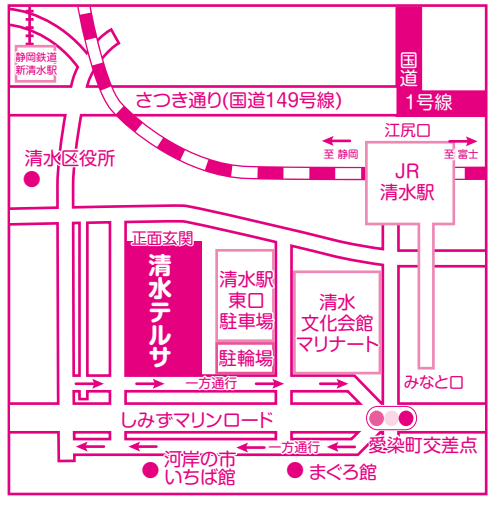 静岡鉄道
新清水駅
国道
1号線
さつき通り(国道149号線)
江尻口
至 静岡
至 富士
清水区役所
JR
清水駅
正面玄関
清水テルサ
清水駅
東口
駐車場
駐輪場
清水
文化会館
マリナート
みなと口
一方通行
しみずマリンロード
愛染町交差点
一方通行
河岸の市
いちば館
まぐろ館